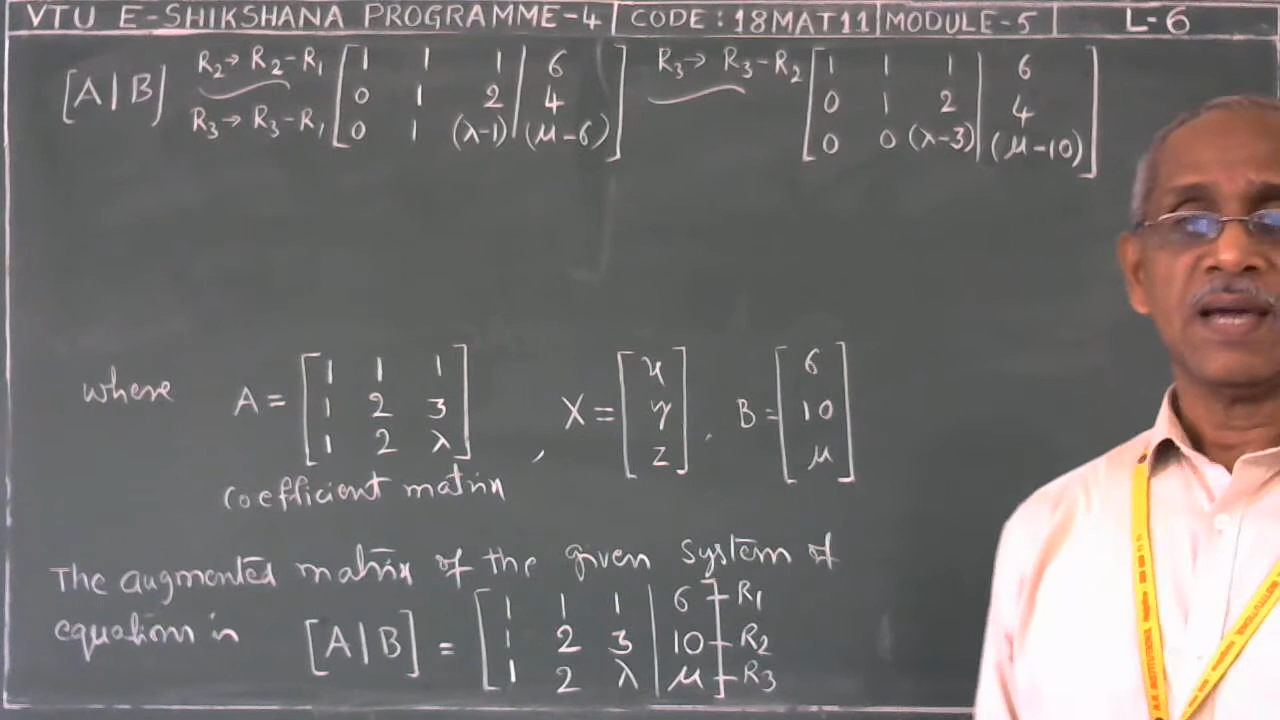 VTU E-SHIKSHANA PROGRAMME-4 CODE: 18MAT11 MODULE-5 L-6
[A|B] R2→R2-R1 R3→R3-R1 [1 1 1 | 6 R3→R3-R2 [1 1 1 | 6
0 1 2 | 4 0 1 2 | 4
0 1 (λ-1) | (μ-6)] 0 0 (λ-3) | (μ-10)]
where A = [1 1 1 X = [x B = [6
1 2 3 y 10
1 2 λ] , z] , μ]
coefficient matrix
The augmented matrix of the given system of
equation is [A|B] = [1 1 1 | 6 ] - R1
1 2 3 | 10 - R2
1 2 λ | μ ] - R3